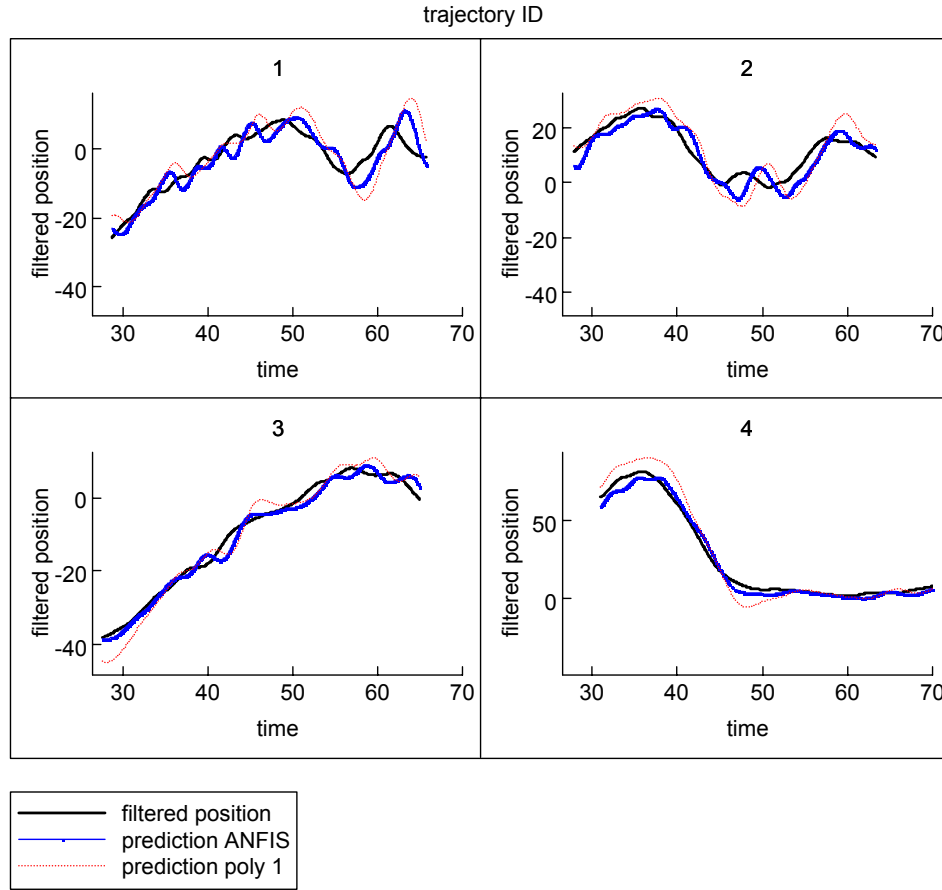 trajectory ID
1
filtered position
0
-20
-40
30 40 50 60 70
time
2
filtered position
20
0
-20
-40
30 40 50 60 70
time
3
filtered position
0
-20
-40
30 40 50 60 70
time
4
filtered position
50
0
30 40 50 60 70
time
filtered position
prediction ANFIS
prediction poly 1